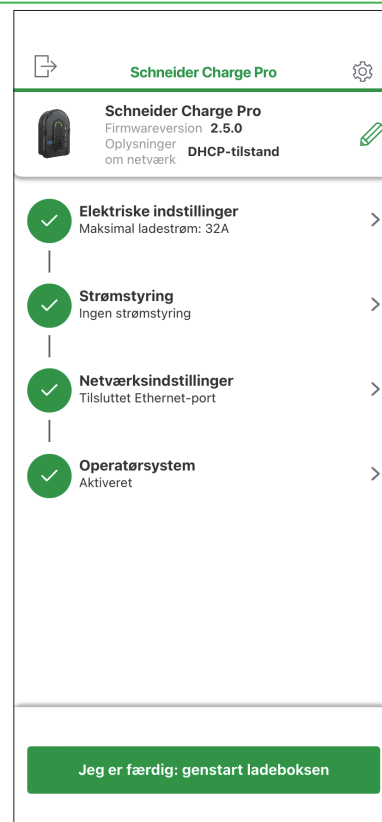 Schneider Charge Pro
Schneider Charge Pro
Firmwareversion 2.5.0
Oplysninger
om netværk DHCP-tilstand
Elektriske indstillinger
Maksimal ladestrøm: 32A
Strømstyring
Ingen strømstyring
Netværksindstillinger
Tilsluttet Ethernet-port
Operatørsystem
Aktiveret
Jeg er færdig: genstart ladeboksen